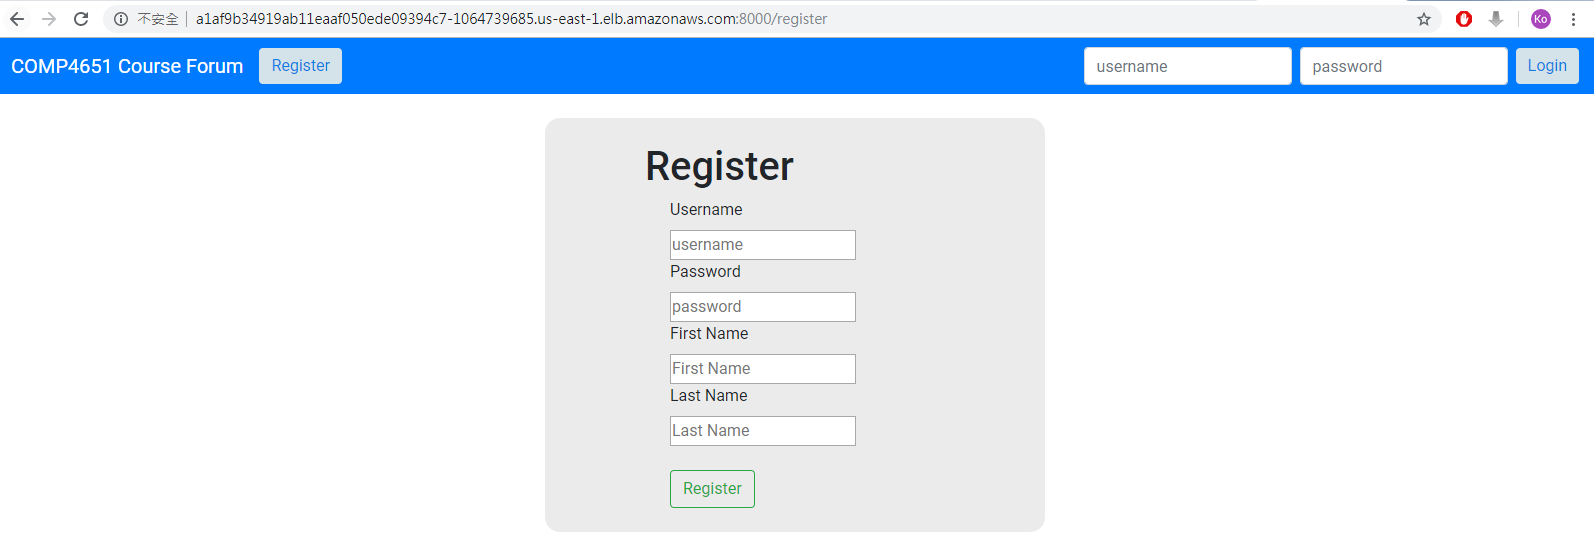 不安全 a1af9b34919ab11eaaf050ede09394c7-1064739685.us-east-1.elb.amazonaws.com:8000/register Ko
COMP4651 Course Forum Register username password Login
Register
Username
username
Password
password
First Name
First Name
Last Name
Last Name
Register